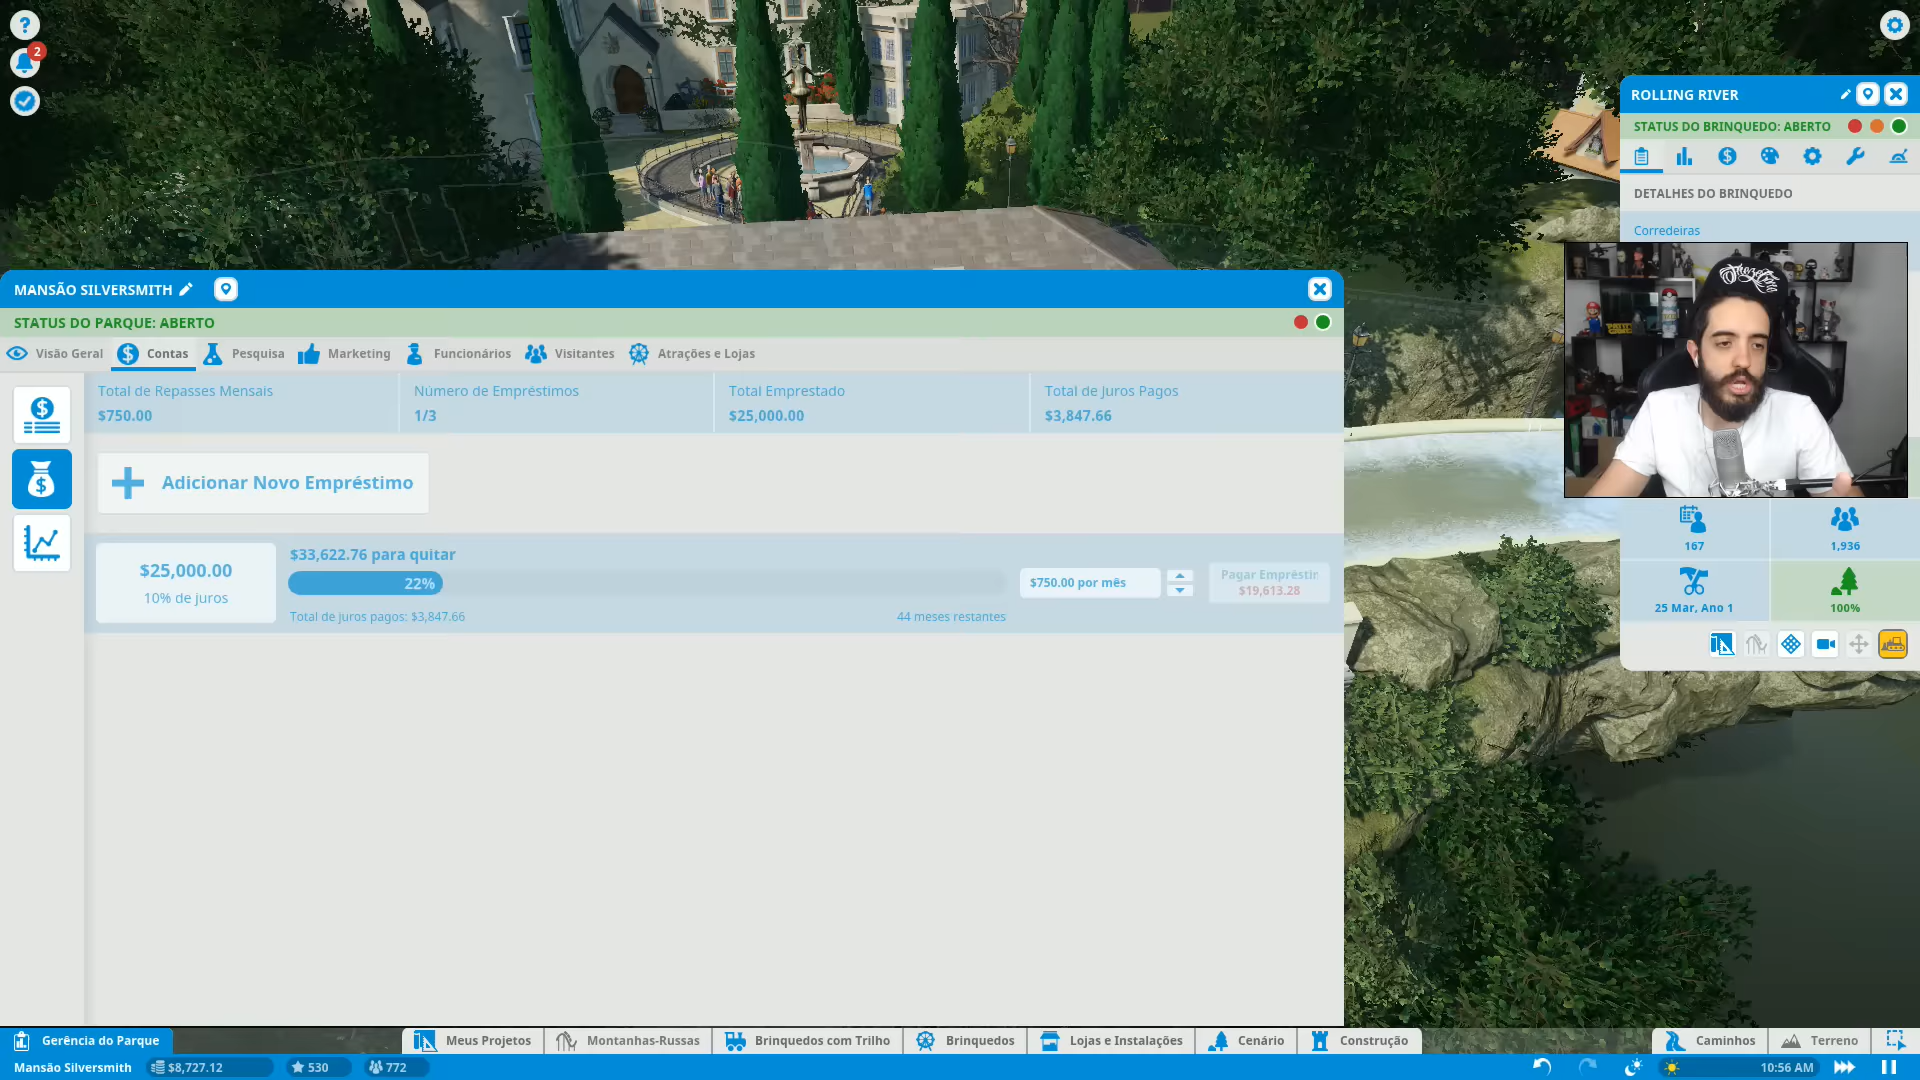 ?
2
ROLLING RIVER
STATUS DO BRINQUEDO: ABERTO
DETALHES DO BRINQUEDO
Corredeiras
MANSÃO SILVERSMITH
STATUS DO PARQUE: ABERTO
Visão Geral
Contas
Pesquisa
Marketing
Funcionários
Visitantes
Atrações e Lojas
Total de Repasses Mensais
$750.00
Número de Empréstimos
1/3
Total Emprestado
$25,000.00
Total de Juros Pagos
$3,847.66
Adicionar Novo Empréstimo
$25,000.00
10% de juros
$33,622.76 para quitar
22%
Total de juros pagos: $3,847.66
44 meses restantes
$750.00 por mês
Pagar Empréstir
$19,613.28
167
1,936
25 Mar, Ano 1
100%
Gerência do Parque
Meus Projetos
Montanhas-Russas
Brinquedos com Trilho
Brinquedos
Lojas e Instalações
Cenário
Construção
Caminhos
Terreno
Mansão Silversmith
$8,727.12
530
772
10:56 AM